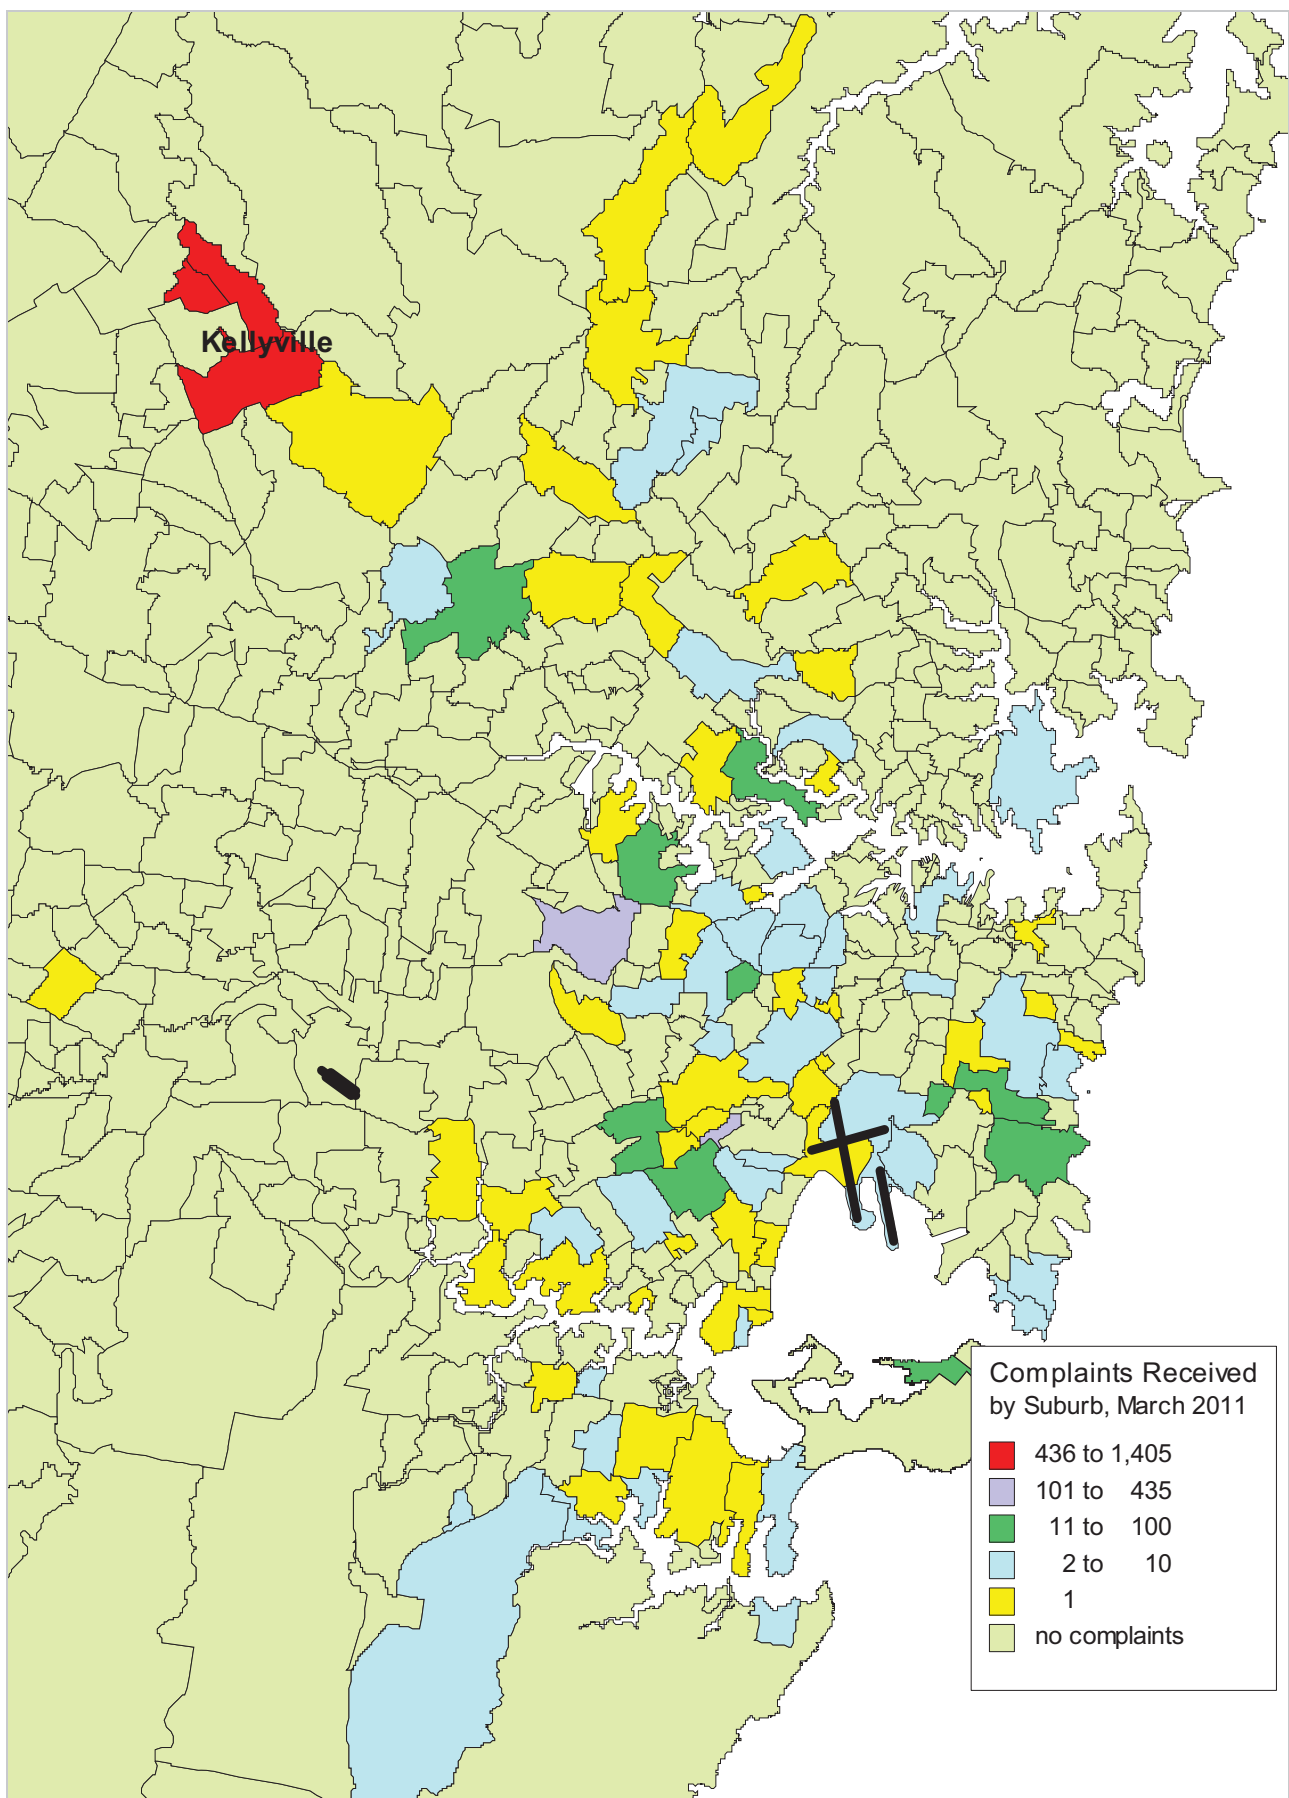 Kellyville
Complaints Received
by Suburb, March 2011
436 to 1,405
101 to 435
11 to 100
2 to 10
1
no complaints